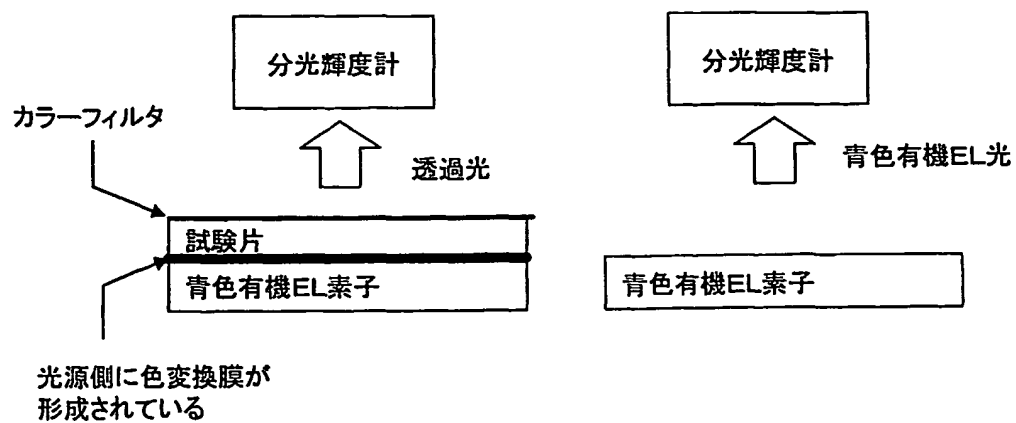 分光輝度計
分光輝度計
カラーフィルタ
透過光
青色有機EL光
試験片
青色有機EL素子
青色有機EL素子
光源側に色変換膜が
形成されている